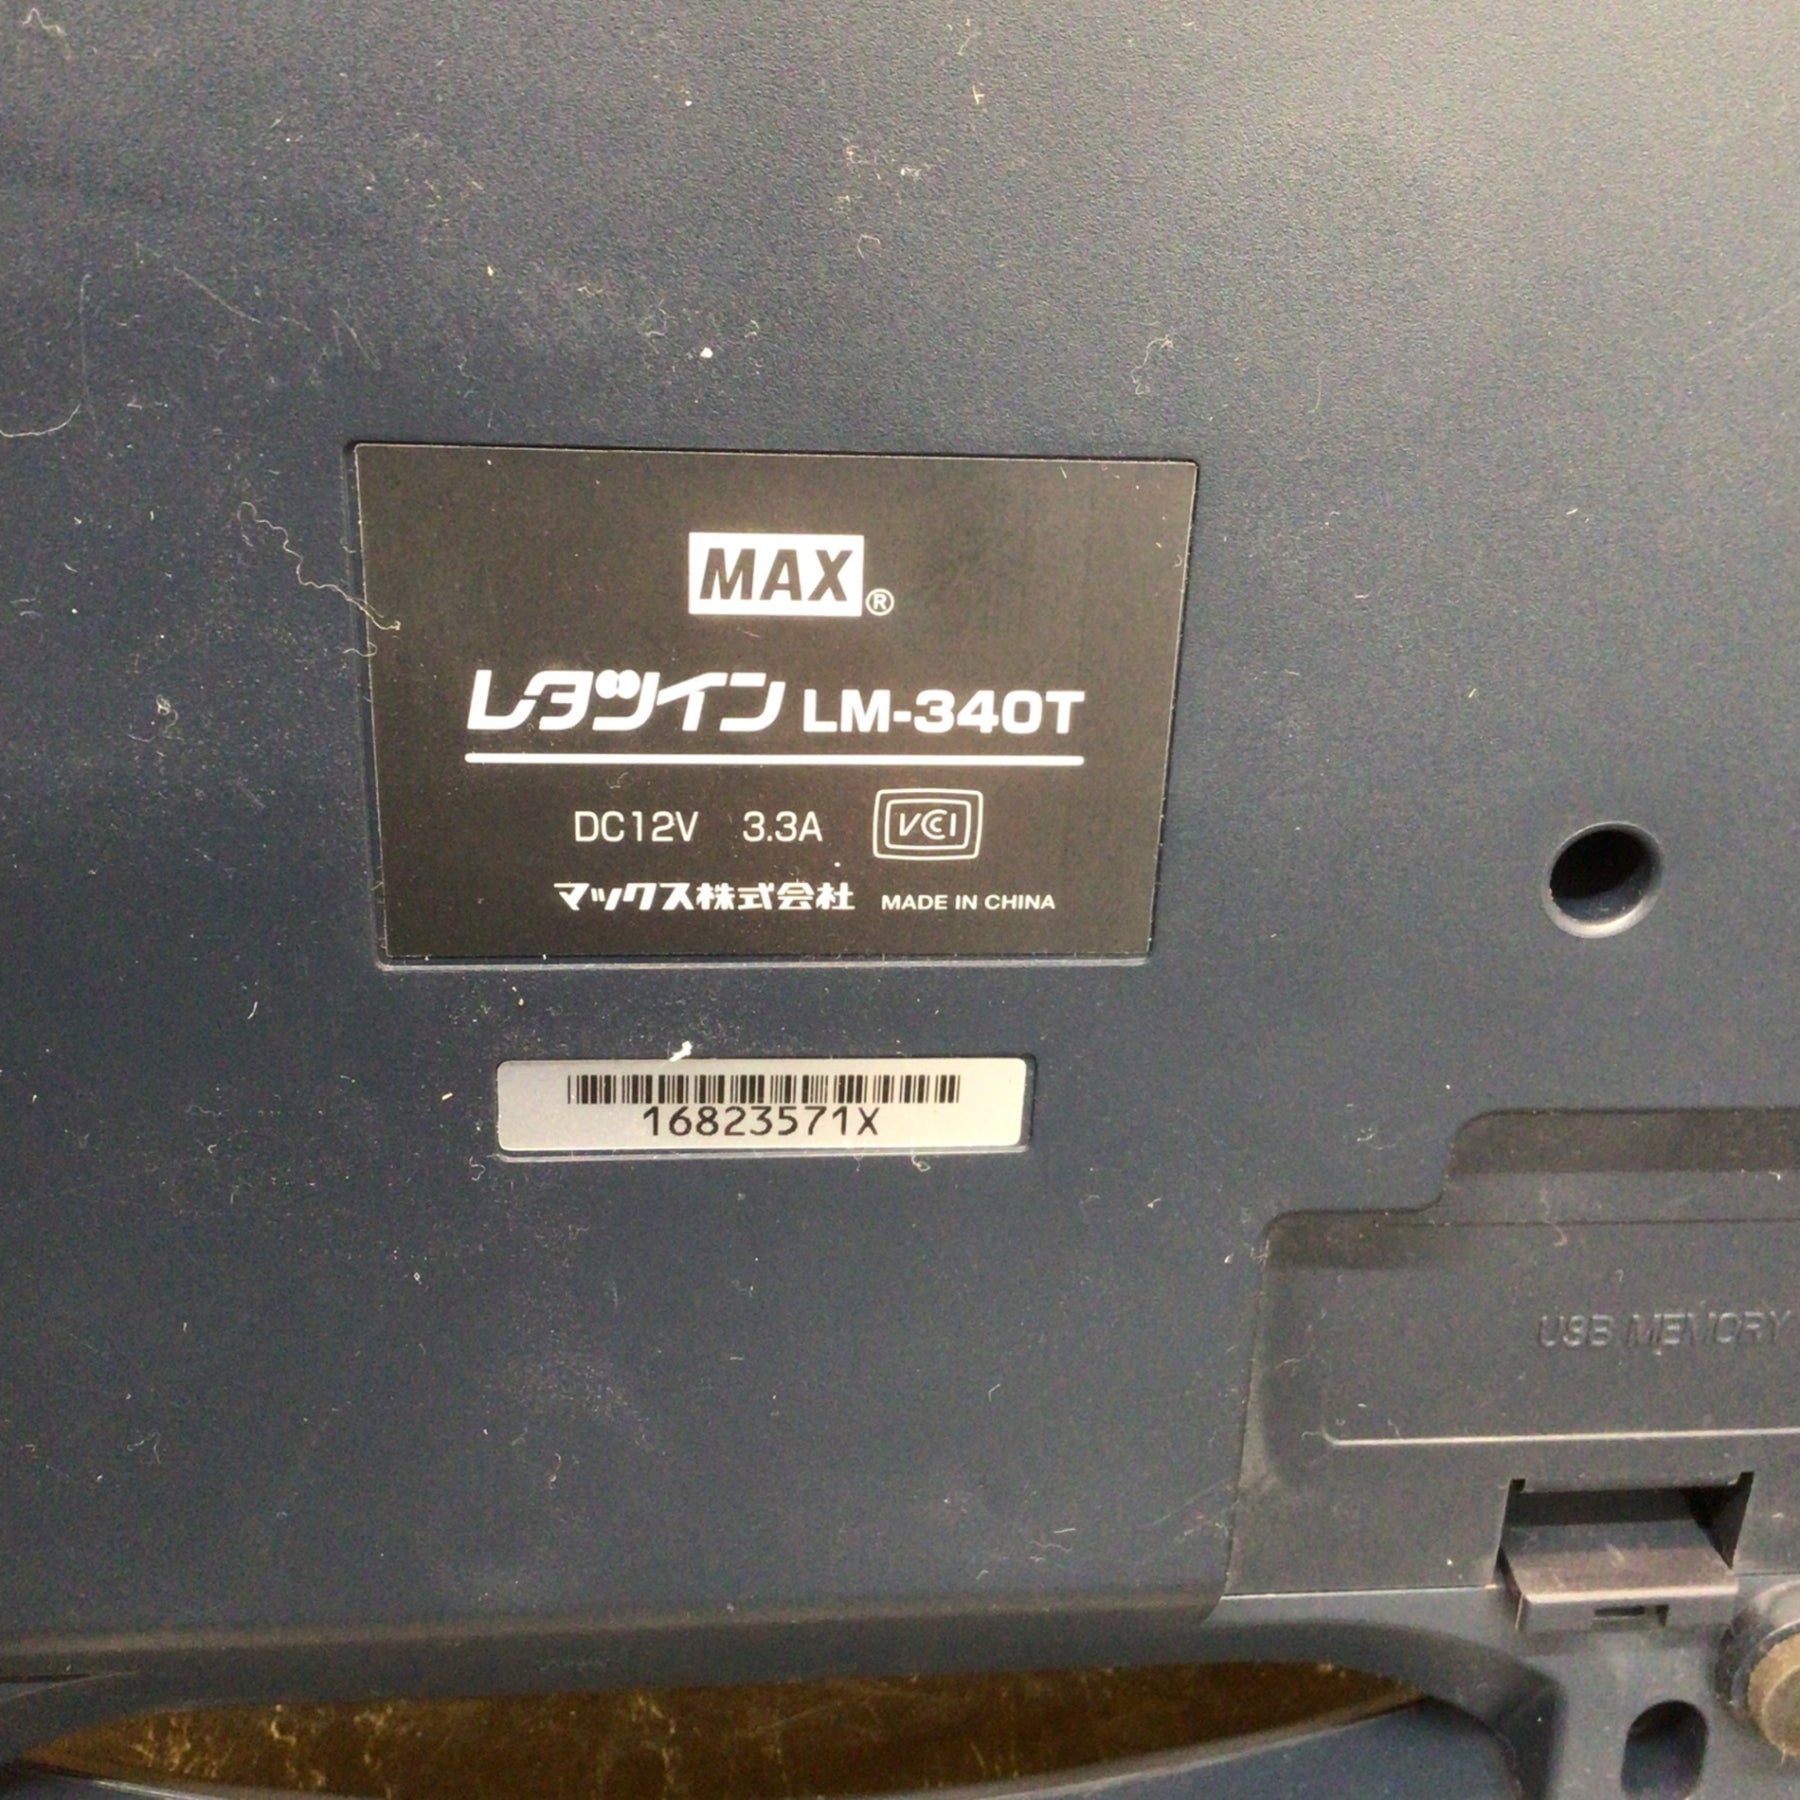 MAX®
レタツイン LM-340T
DC12V 3.3A VCCI
マックス株式会社 MADE IN CHINA
16823571X
USB MEMORY